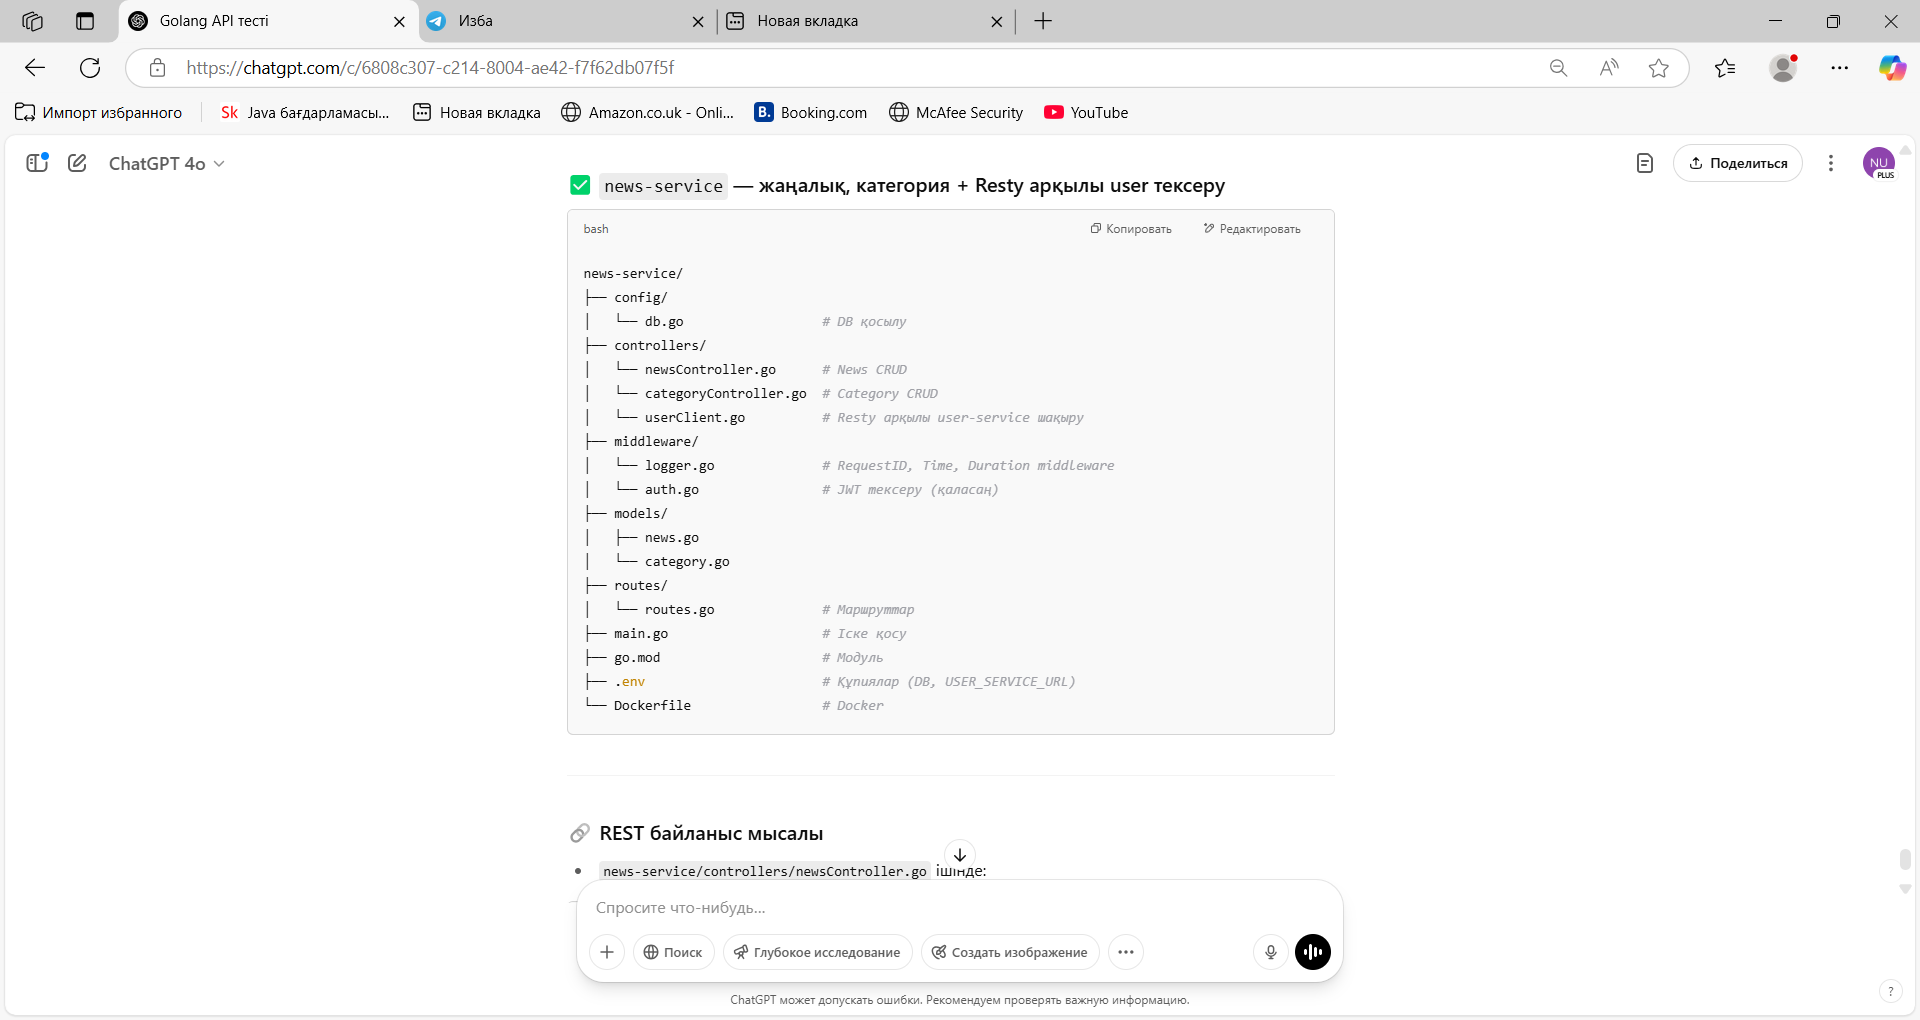 Golang API тесті
Изба
Новая вкладка
https://chatgpt.com/c/6808c307-c214-8004-ae42-f7f62db07f5f
Импорт избранного
Sk Java бағдарламасы...
Новая вкладка
Amazon.co.uk - Onli...
B. Booking.com
McAfee Security
YouTube
ChatGPT 4o
Поделиться
NU
PLUS
news-service — жаңалық, категория + Resty арқылы user тексеру
bash
Копировать
Редактировать
news-service/
├── config/
│   └── db.go # DB қосылу
├── controllers/
│   └── newsController.go # News CRUD
│   └── categoryController.go # Category CRUD
│   └── userClient.go # Resty арқылы user-service шақыру
├── middleware/
│   └── logger.go # RequestID, Time, Duration middleware
│   └── auth.go # JWT тексеру (қаласаң)
├── models/
│   ├── news.go
│   └── category.go
├── routes/
│   └── routes.go # Маршруттар
├── main.go # Іске қосу
├── go.mod # Модуль
├── .env # Құпиялар (DB, USER_SERVICE_URL)
└── Dockerfile # Docker
REST байланыс мысалы
• news-service/controllers/newsController.go ішінде:
Спросите что-нибудь...
Поиск
Глубокое исследование
Создать изображение
ChatGPT может допускать ошибки. Рекомендуем проверять важную информацию.
?